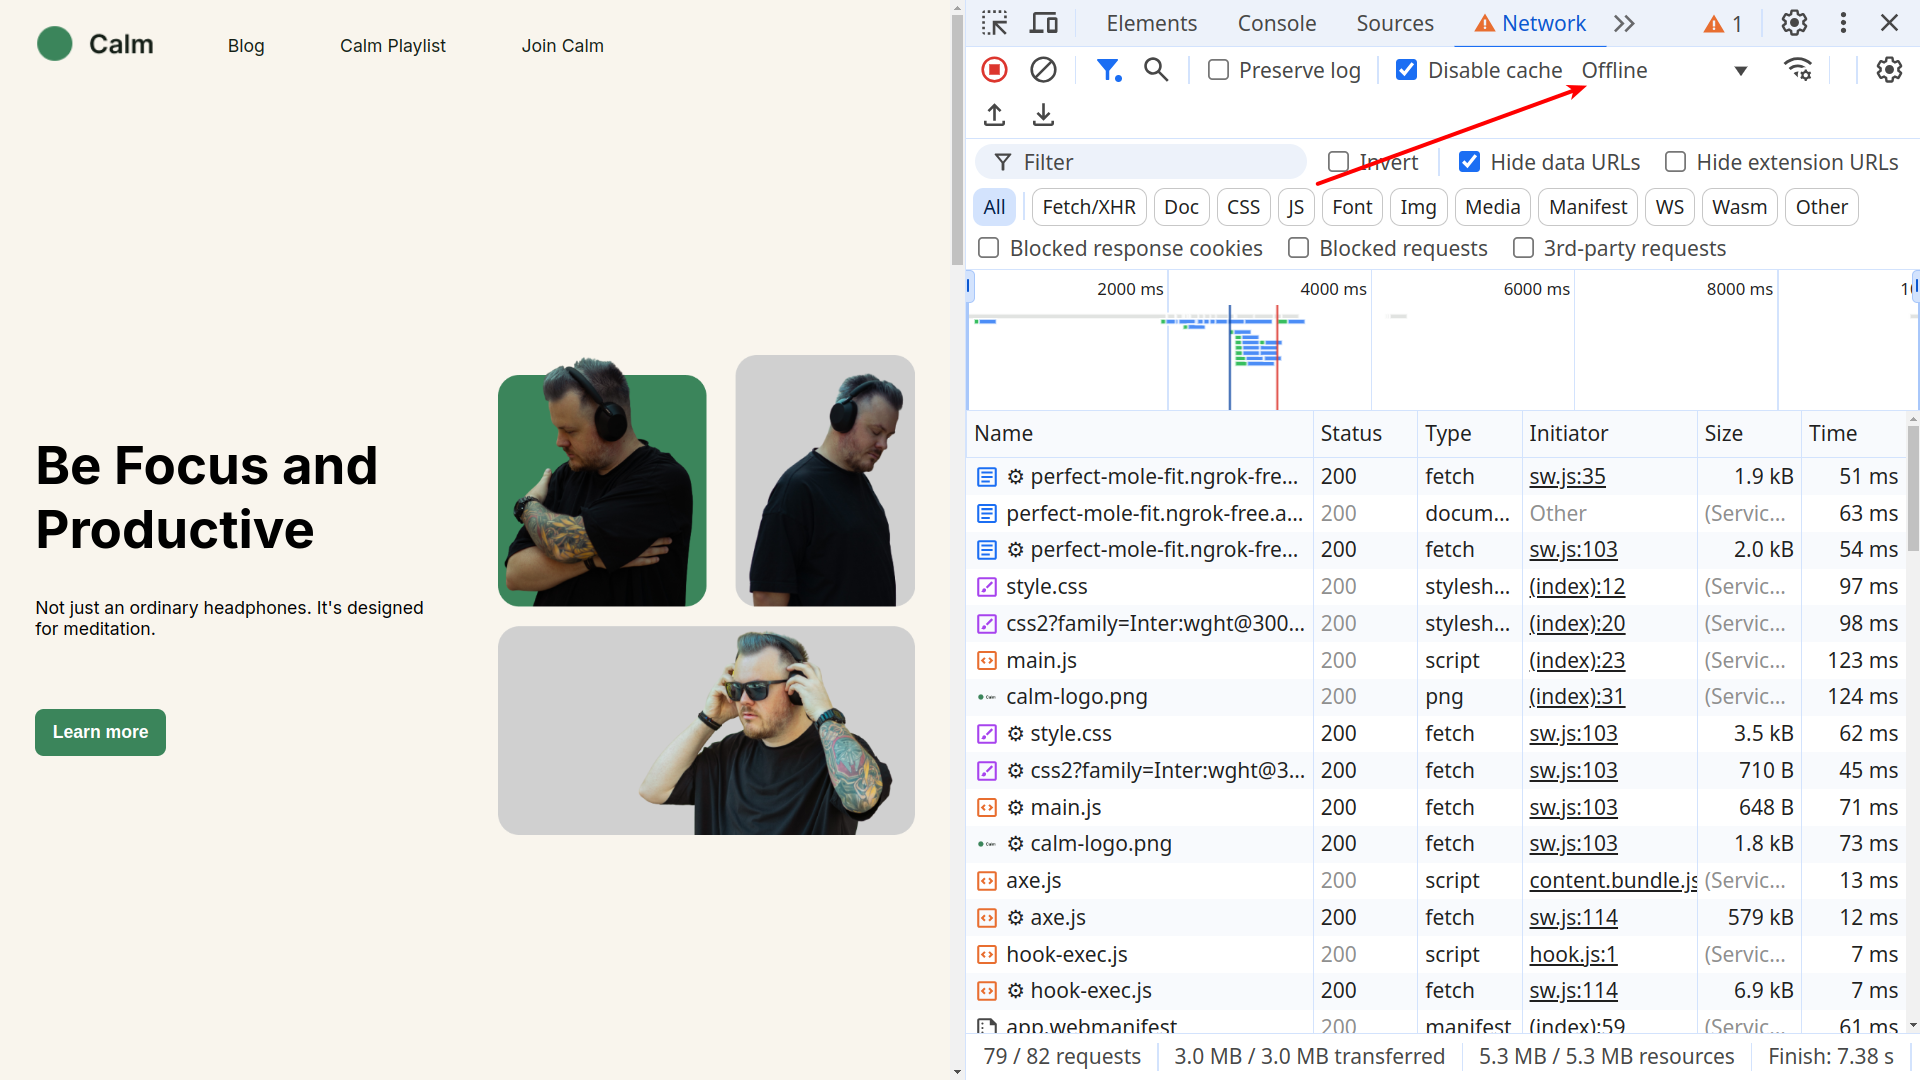 Calm
Blog
Calm Playlist
Join Calm
Be Focus and
Productive
Not just an ordinary headphones. It's designed
for meditation.
Learn more
Elements Console Sources Network 1
Preserve log Disable cache Offline
Filter Invert Hide data URLs Hide extension URLs
All Fetch/XHR Doc CSS JS Font Img Media Manifest WS Wasm Other
Blocked response cookies Blocked requests 3rd-party requests
2000 ms 4000 ms 6000 ms 8000 ms
Name Status Type Initiator Size Time
perfect-mole-fit.ngrok-fre... 200 fetch sw.js:35 1.9 kB 51 ms
perfect-mole-fit.ngrok-free.a... 200 docum... Other (Servic... 63 ms
perfect-mole-fit.ngrok-fre... 200 fetch sw.js:103 2.0 kB 54 ms
style.css 200 stylesh... (index):12 (Servic... 97 ms
css2?family=Inter:wght@300... 200 stylesh... (index):20 (Servic... 98 ms
main.js 200 script (index):23 (Servic... 123 ms
calm-logo.png 200 png (index):31 (Servic... 124 ms
style.css 200 fetch sw.js:103 3.5 kB 62 ms
css2?family=Inter:wght@3... 200 fetch sw.js:103 710 B 45 ms
main.js 200 fetch sw.js:103 648 B 71 ms
calm-logo.png 200 fetch sw.js:103 1.8 kB 73 ms
axe.js 200 script content.bundle.js (Servic... 13 ms
axe.js 200 fetch sw.js:114 579 kB 12 ms
hook-exec.js 200 script hook.js:1 (Servic... 7 ms
hook-exec.js 200 fetch sw.js:114 6.9 kB 7 ms
app.webmanifest 200 manifest (index):59 (Servic... 61 ms
79 / 82 requests 3.0 MB / 3.0 MB transferred 5.3 MB / 5.3 MB resources Finish: 7.38 s